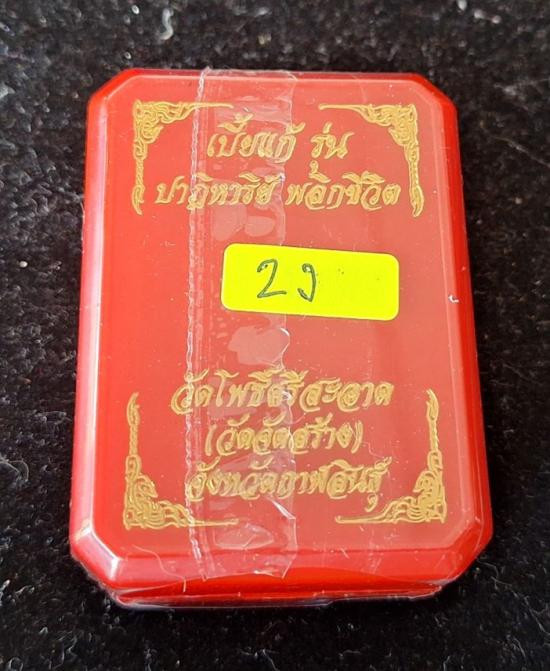 เบี้ยแก้ รุ่น
ปาฏิหาริย์ พลิกชีวิต
2ง
วัดโพธิ์ศรีสะอาด
(วัดจัดสร้าง)
จังหวัดกาฬสินธุ์